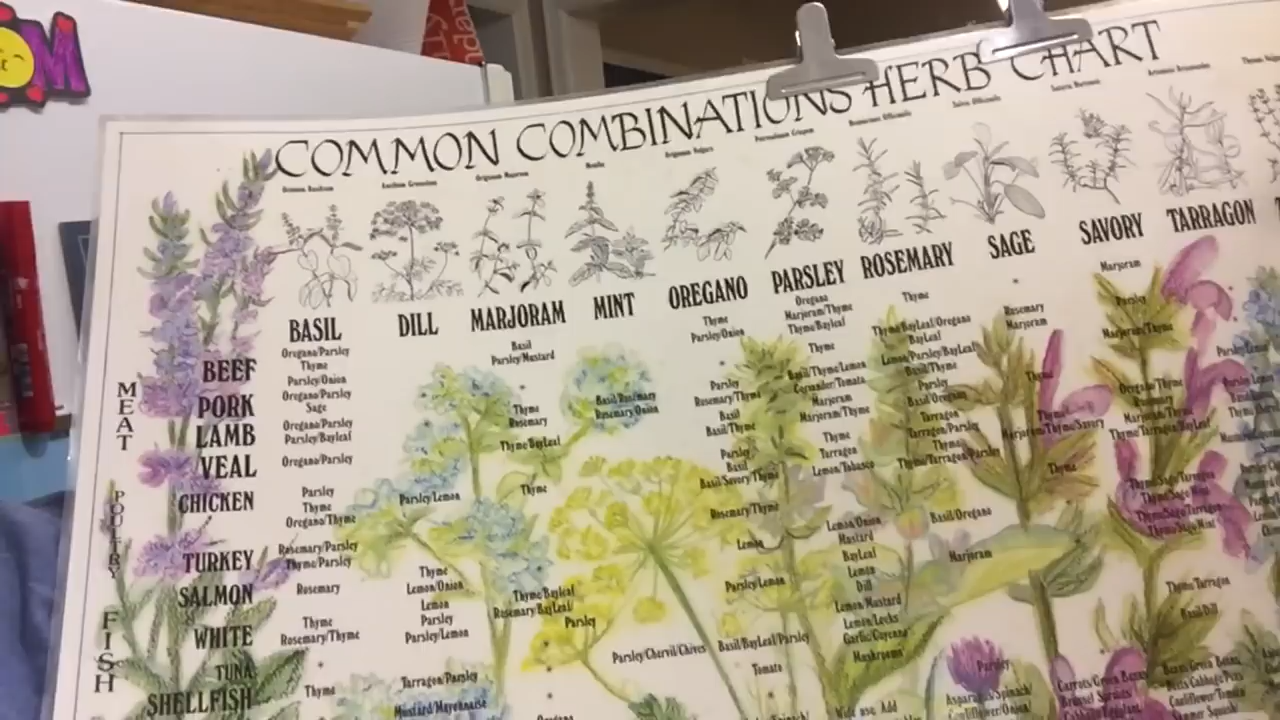 OM
COMMON COMBINATIONS HERB CHART
BASIL DILL MARJORAM MINT OREGANO PARSLEY ROSEMARY SAGE SAVORY TARRAGON
MEAT
BEEF
PORK
LAMB
VEAL
POULTRY
CHICKEN
TURKEY
FISH
SALMON
WHITE
TUNA
SHELLFISH
Oregano/Parsley
Thyme
Parsley/Onion
Oregano/Parsley
Sage
Oregano/Parsley
Parsley/Bayleaf
Oregano/Parsley
Parsley
Thyme
Oregano/Thyme
Rosemary/Parsley
Thyme/Parsley
Rosemary
Thyme
Rosemary/Thyme
Thyme
Parsley/Lemon
Thyme
Lemon/Onion
Lemon
Parsley
Parsley/Lemon
Tarragon/Parsley
Mustard/Mayonnaise
Basil
Parsley/Mustard
Thyme
Rosemary
Thyme/BayLeaf
Thyme
Thyme/Bayleaf
Rosemary/BayLeaf
Basil/Rosemary
Rosemary/Onion
Parsley
Parsley/Chervil/Chives
Thyme
Parsley/Onion
Parsley
Rosemary/Thyme
Basil
Basil/Thyme
Parsley
Basil
Basil/Savory/Thyme
Rosemary/Thyme
Lemon
Parsley/Lemon
Basil/BayLeaf/Parsley
Tomato
Oregano
Marjoram/Thyme
Thyme/Bayleaf
Thyme
Basil/Thyme/Lemon
Coriander/Tomato
Marjoram
Marjoram/Thyme
Thyme
Tarragon
Lemon/Tobasco
Lemon/Onion
Mustard
BayLeaf
Lemon
Dill
Lemon/Mustard
Lemon/Leeks
Garlic/Cayenne
Mushrooms
Thyme
Thyme/BayLeaf/Oregano
BayLeaf
Lemon/Parsley/BayLeaf
Basil/Thyme
Parsley
Basil/Oregano
Tarragon
Tarragon/Parsley
Thyme
Thyme/Tarragon/Parsley
Basil/Oregano
Marjoram
Rosemary
Marjoram
Thyme
Thyme
Marjoram/Thyme/Savory
Thyme
Parsley
Marjoram
Parsley
Marjoram/Thyme
Oregano/Thyme
Rosemary
Marjoram/Thyme
Thyme/Tarragon/BayLeaf
Thyme/Tarragon
Basil/Dill